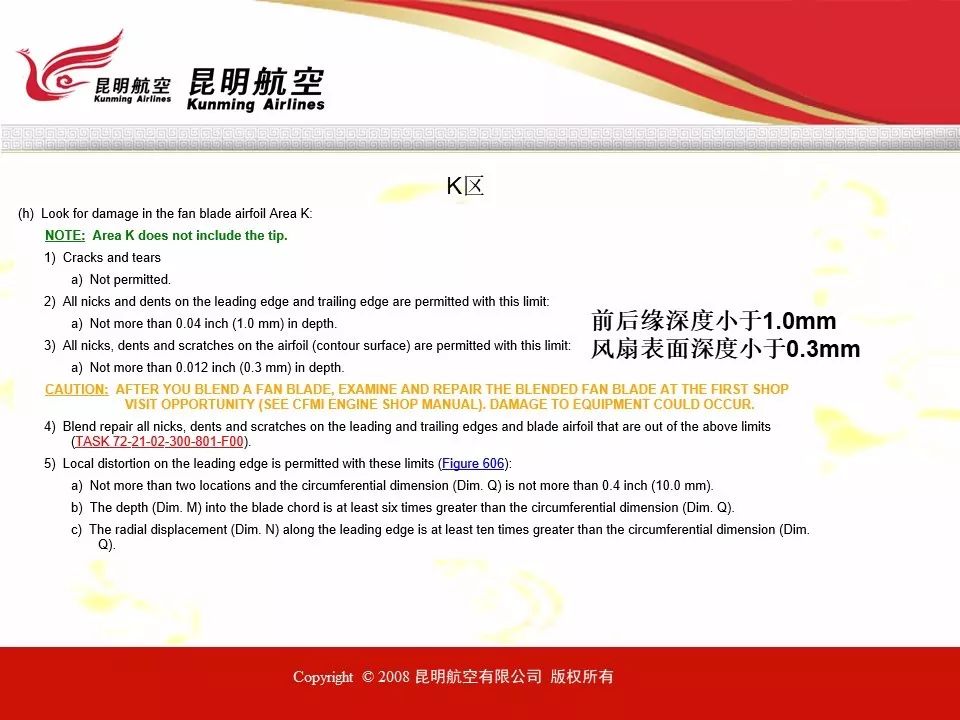 昆明航空
Kunming Airlines
昆明航空
Kunming Airlines
K区
(h) Look for damage in the fan blade airfoil Area K:
NOTE: Area K does not include the tip.
1) Cracks and tears
a) Not permitted.
2) All nicks and dents on the leading edge and trailing edge are permitted with this limit:
a) Not more than 0.04 inch (1.0 mm) in depth.
3) All nicks, dents and scratches on the airfoil (contour surface) are permitted with this limit:
a) Not more than 0.012 inch (0.3 mm) in depth.
前后缘深度小于1.0mm
风扇表面深度小于0.3mm
CAUTION: AFTER YOU BLEND A FAN BLADE, EXAMINE AND REPAIR THE BLENDED FAN BLADE AT THE FIRST SHOP
VISIT OPPORTUNITY (SEE CFMI ENGINE SHOP MANUAL). DAMAGE TO EQUIPMENT COULD OCCUR.
4) Blend repair all nicks, dents and scratches on the leading and trailing edges and blade airfoil that are out of the above limits
(TASK 72-21-02-300-801-F00).
5) Local distortion on the leading edge is permitted with these limits (Figure 606):
a) Not more than two locations and the circumferential dimension (Dim. Q) is not more than 0.4 inch (10.0 mm).
b) The depth (Dim. M) into the blade chord is at least six times greater than the circumferential dimension (Dim. Q).
c) The radial displacement (Dim. N) along the leading edge is at least ten times greater than the circumferential dimension (Dim.
Q).
Copyright © 2008 昆明航空有限公司 版权所有